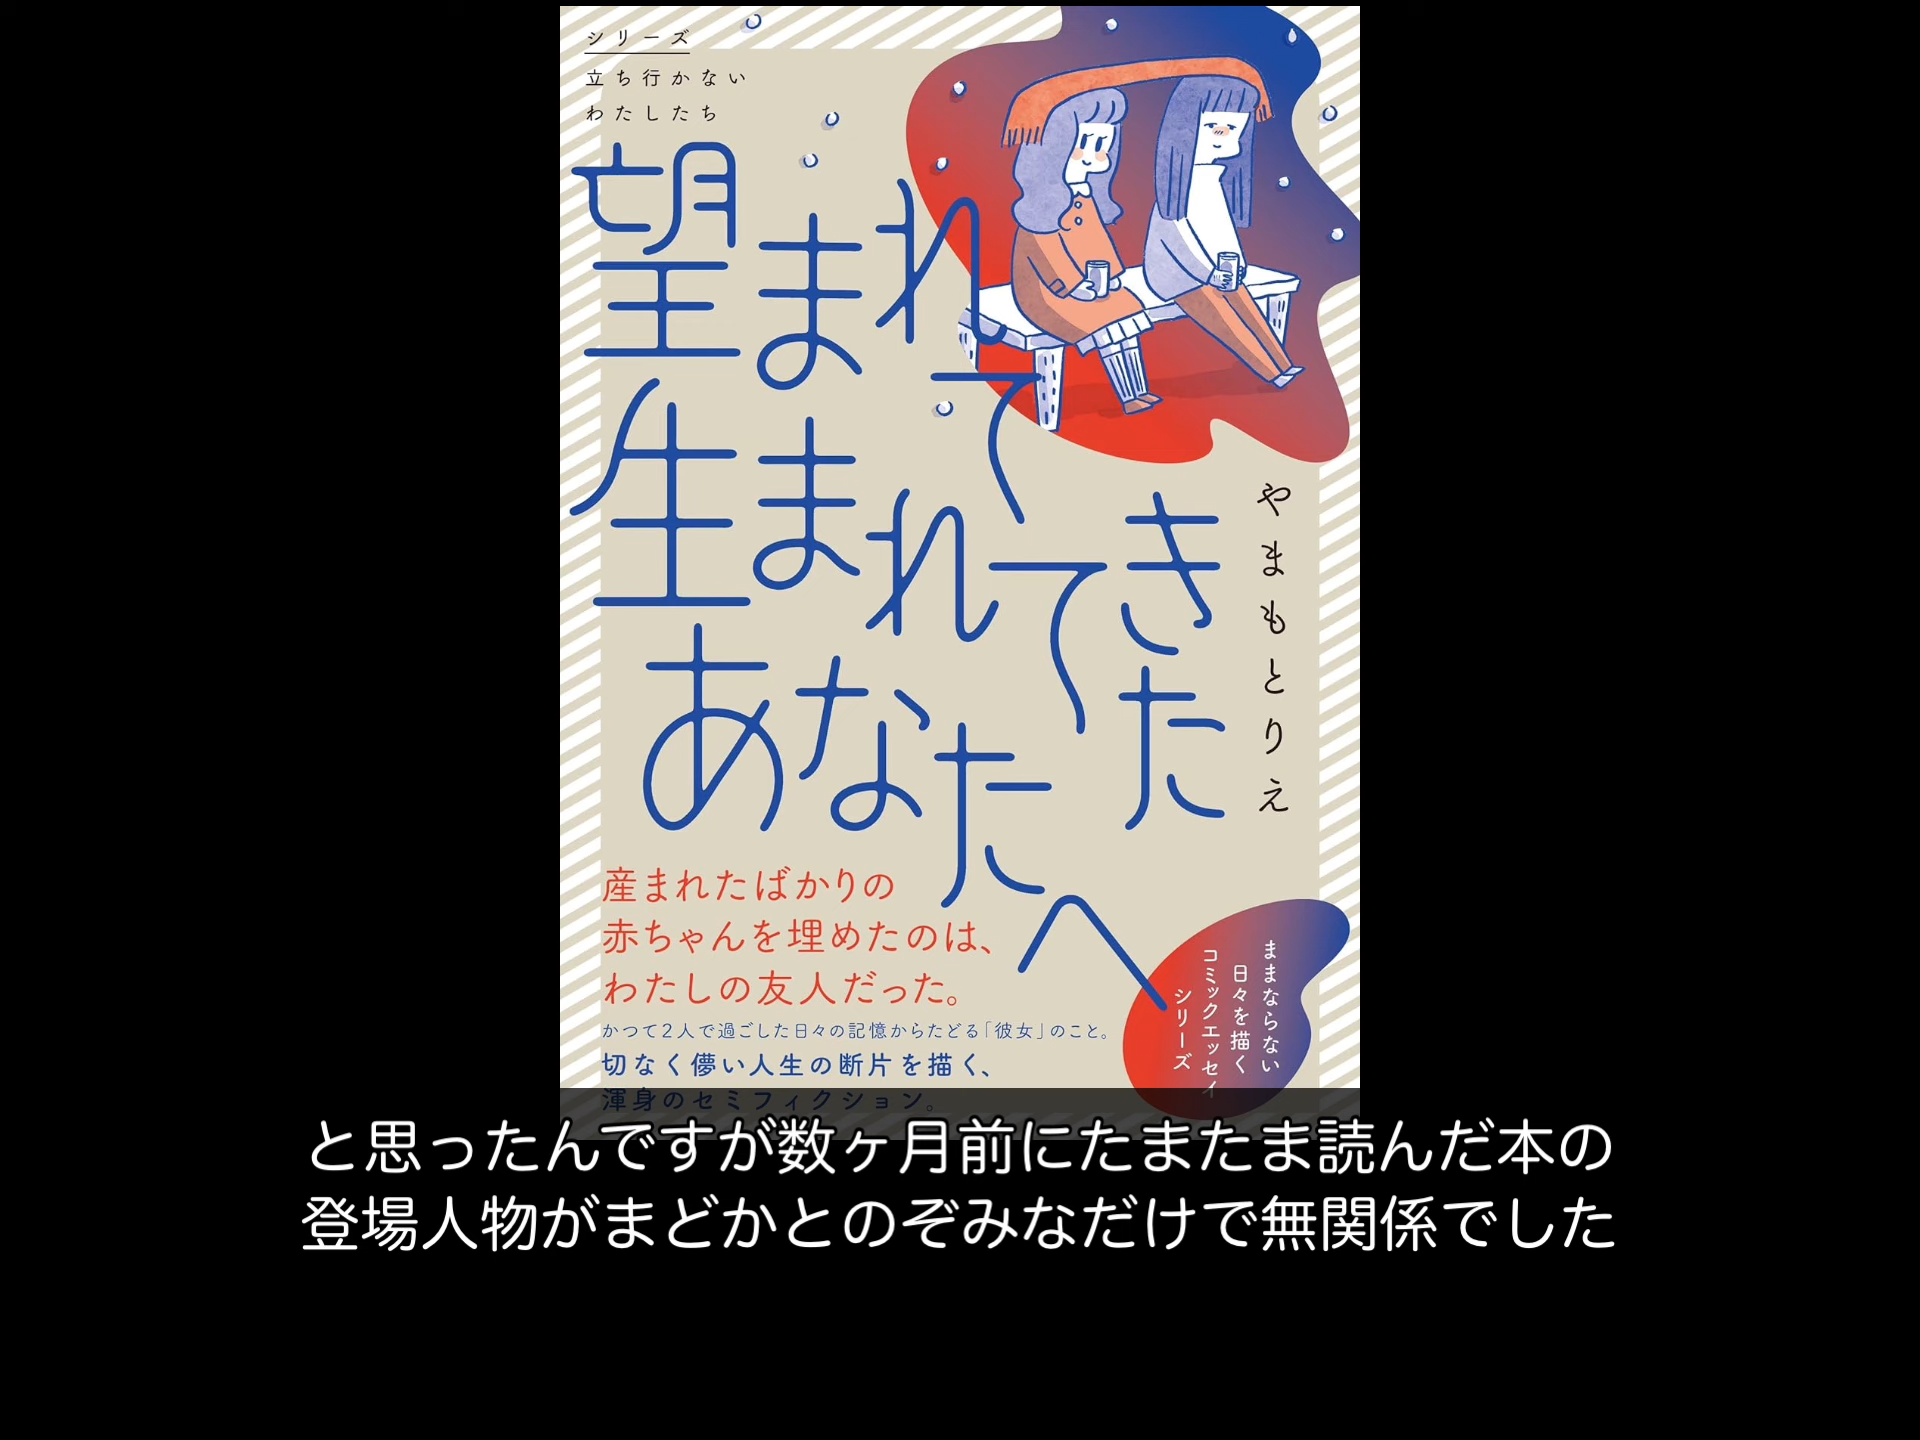 シリーズ
立ち行かない
わたしたち
望まれて
生まれてきた
あなたへ
やまもとりえ
産まれたばかりの
赤ちゃんを埋めたのは、
わたしの友人だった。
かつて2人で過ごした日々の記憶からたどる「彼女」のこと。
切なく儚い人生の断片を描く、
渾身のセミフィクション。
ままならない
日々を描く
コミックエッセイ
シリーズ
と思ったんですが数ヶ月前にたまたま読んだ本の
登場人物がまどかとのぞみなだけで無関係でした